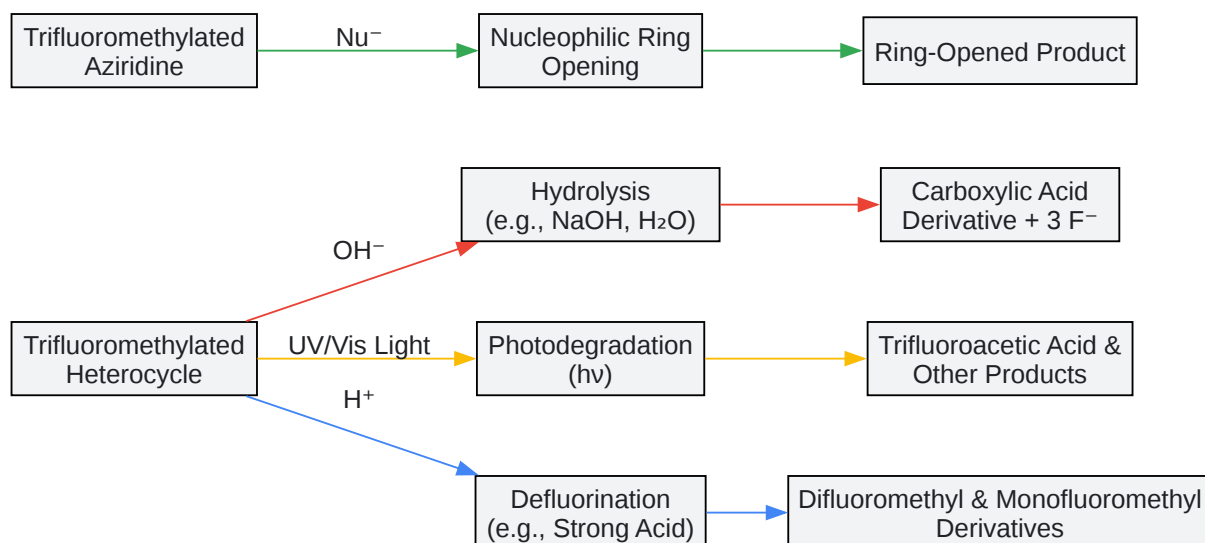 Trifluoromethylated
Aziridine
Nu⁻
Nucleophilic Ring
Opening
Ring-Opened Product
Hydrolysis
(e.g., NaOH, H₂O)
Carboxylic Acid
Derivative + 3 F⁻
OH⁻
Trifluoromethylated
Heterocycle
UV/Vis Light
Photodegradation
(hν)
Trifluoroacetic Acid &
Other Products
H⁺
Defluorination
(e.g., Strong Acid)
Difluoromethyl & Monofluoromethyl
Derivatives